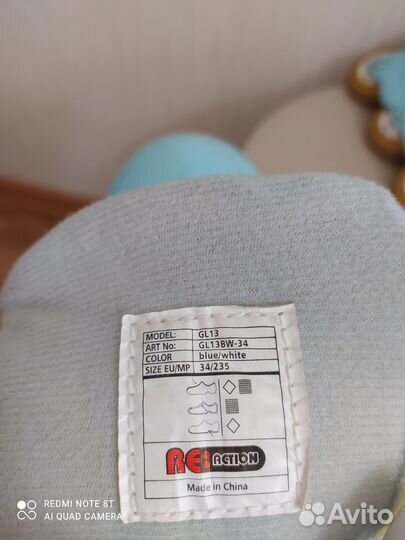 MODEL: GL13
ART No: GL13BW-34
COLOR blue/white
SIZE EU/MP 34/235
RE:ACTION
Made in China
REDMI NOTE 8T
AI QUAD CAMERA
Avito